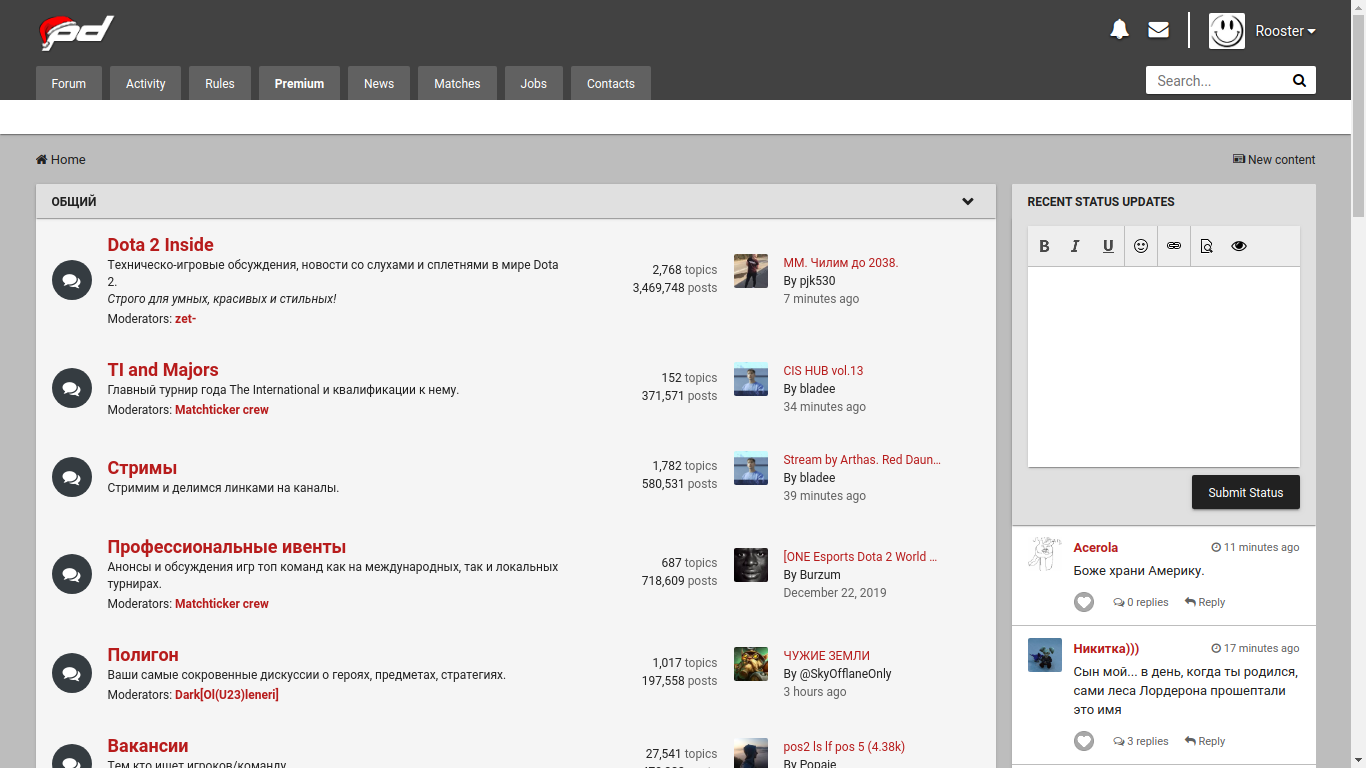 pd
Rooster
Forum
Activity
Rules
Premium
News
Matches
Jobs
Contacts
Search...
Home
New content
ОБЩИЙ
Dota 2 Inside
Техническо-игровые обсуждения, новости со слухами и сплетнями в мире Dota
2.
Строго для умных, красивых и стильных!
Moderators: zet-
2,768 topics
3,469,748 posts
ММ. Чилим до 2038.
By pjk530
7 minutes ago
TI and Majors
Главный турнир года The International и квалификации к нему.
Moderators: Matchticker crew
152 topics
371,571 posts
CIS HUB vol.13
By bladee
34 minutes ago
Стримы
Стримим и делимся линками на каналы.
1,782 topics
580,531 posts
Stream by Arthas. Red Daun...
By bladee
39 minutes ago
Профессиональные ивенты
Анонсы и обсуждения игр топ команд как на международных, так и локальных
турнирах.
Moderators: Matchticker crew
687 topics
718,609 posts
[ONE Esports Dota 2 World ...
By Burzum
December 22, 2019
Полигон
Ваши самые сокровенные дискуссии о героях, предметах, стратегиях.
Moderators: Dark[Ol(U23)leneri]
1,017 topics
197,558 posts
ЧУЖИЕ ЗЕМЛИ
By @SkyOfflaneOnly
3 hours ago
Вакансии
Тем кто ищет игроков/команду
27,541 topics
pos2 ls lf pos 5 (4.38k)
By Popaje
RECENT STATUS UPDATES
B I U
Submit Status
Acerola
11 minutes ago
Боже храни Америку.
0 replies
Reply
Никитка)))
17 minutes ago
Сын мой... в день, когда ты родился,
сами леса Лордерона прошептали
это имя
3 replies
Reply